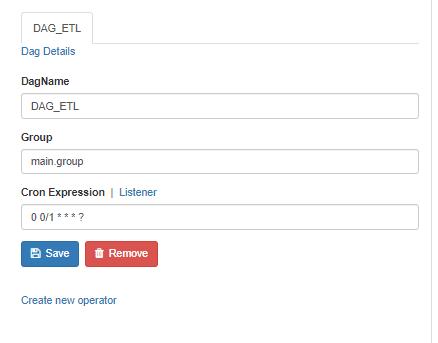 DAG_ETL
Dag Details
DagName
DAG_ETL
Group
main.group
Cron Expression | Listener
0 0/1 * * * ?
Save Remove
Create new operator